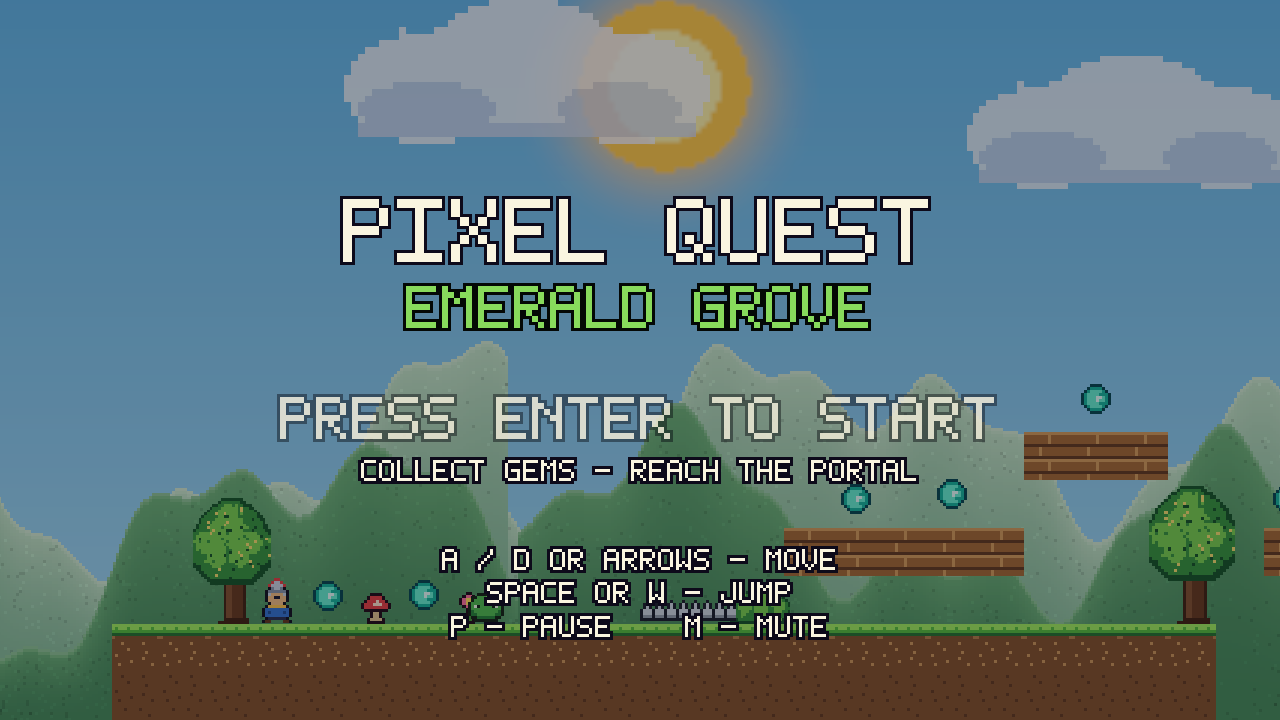 PIXEL QUEST
EMERALD GROVE
PRESS ENTER TO START
COLLECT GEMS - REACH THE PORTAL
A / D OR ARROWS - MOVE
SPACE OR W - JUMP
P - PAUSE M - MUTE